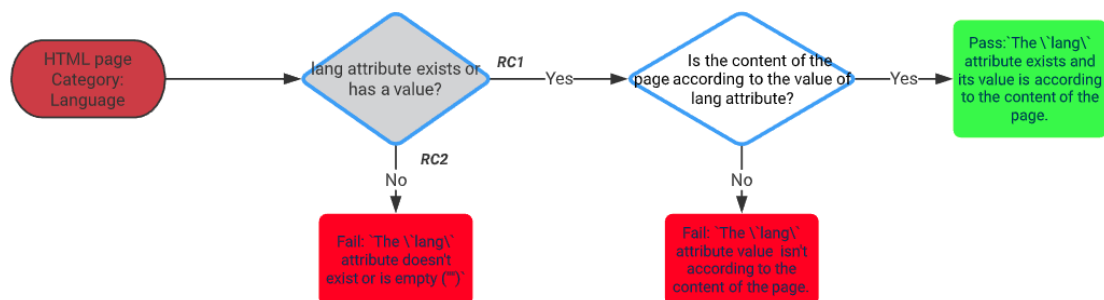 HTML page
Category:
Language
lang attribute exists or
has a value?
RC1
Yes
Is the content of the
page according to the value of
lang attribute?
Yes
Pass:`The \`lang\`
attribute exists and
its value is according
to the content of the
page.
RC2
No
No
Fail: `The \`lang\`
attribute doesn't
exist or is empty ("")`
Fail: `The \`lang\`
attribute value  isn't
according to the
content of the page.